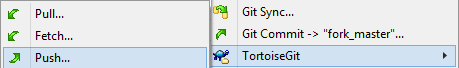 Pull...
Fetch...
Push...
Git Sync...
Git Commit -> "fork_master"...
TortoiseGit